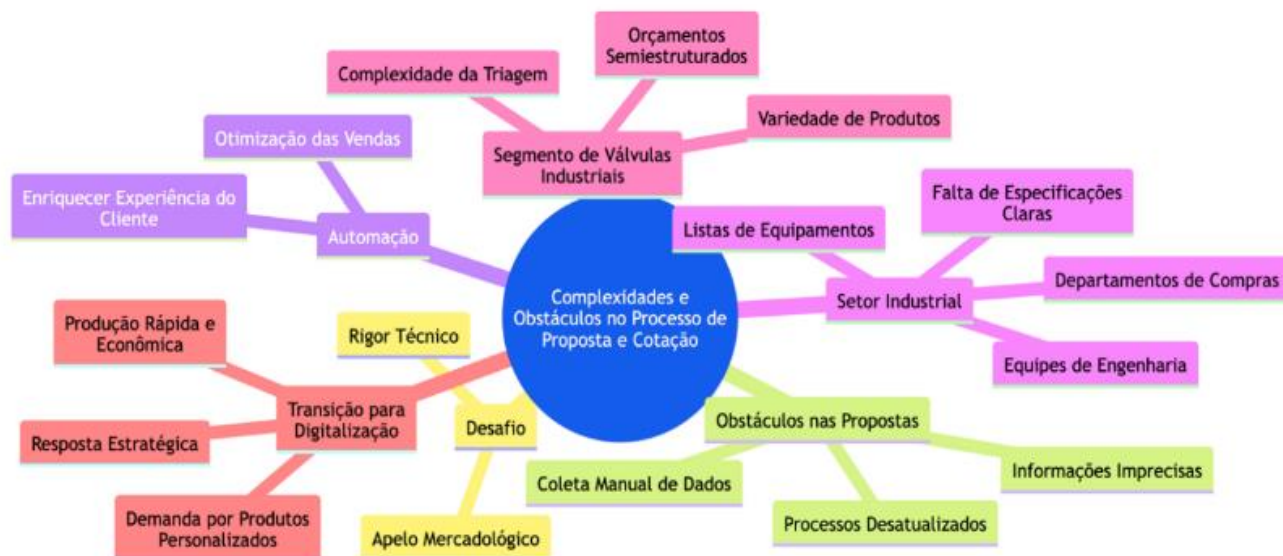 Orçamentos
Semiestruturados
Complexidade da Triagem
Variedade de Produtos
Segmento de Válvulas
Industriais
Otimização das Vendas
Enriquecer Experiência do
Cliente
Automação
Falta de Especificações
Claras
Listas de Equipamentos
Departamentos de Compras
Setor Industrial
Equipes de Engenharia
Complexidades e
Obstáculos no Processo de
Proposta e Cotação
Produção Rápida e
Econômica
Rigor Técnico
Transição para
Digitalização
Desafio
Resposta Estratégica
Demanda por Produtos
Personalizados
Apelo Mercadológico
Obstáculos nas Propostas
Coleta Manual de Dados
Informações Imprecisas
Processos Desatualizados